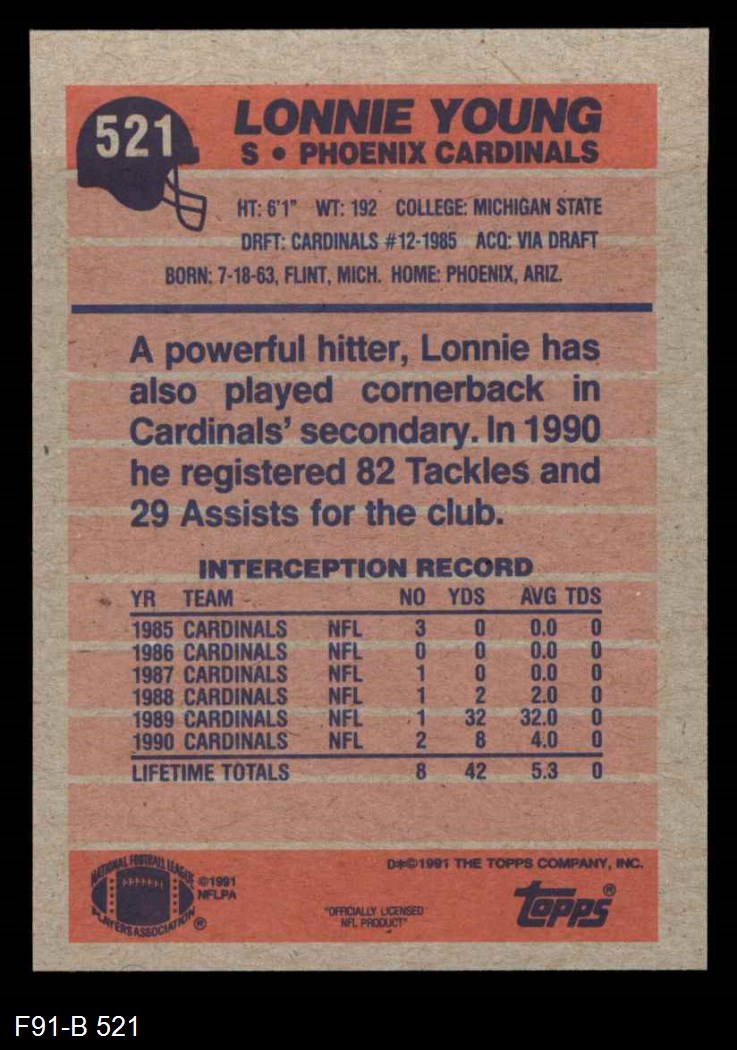 521
LONNIE YOUNG
S • PHOENIX CARDINALS
HT: 6'1" WT: 192 COLLEGE: MICHIGAN STATE
DRFT: CARDINALS #12-1985 ACQ: VIA DRAFT
BORN: 7-18-63, FLINT, MICH. HOME: PHOENIX, ARIZ.
A powerful hitter, Lonnie has
also played cornerback in
Cardinals' secondary. In 1990
he registered 82 Tackles and
29 Assists for the club.
INTERCEPTION RECORD
YR TEAM NO YDS AVG TDS
1985 CARDINALS NFL 3 0 0.0 0
1986 CARDINALS NFL 0 0 0.0 0
1987 CARDINALS NFL 1 0 0.0 0
1988 CARDINALS NFL 1 2 2.0 0
1989 CARDINALS NFL 1 32 32.0 0
1990 CARDINALS NFL 2 8 4.0 0
LIFETIME TOTALS 8 42 5.3 0
D*©1991 THE TOPPS COMPANY, INC.
NATIONAL FOOTBALL LEAGUE
PLAYERS ASSOCIATION ®
©1991
NFLPA
"OFFICIALLY LICENSED
NFL PRODUCT"
topps®
F91-B 521